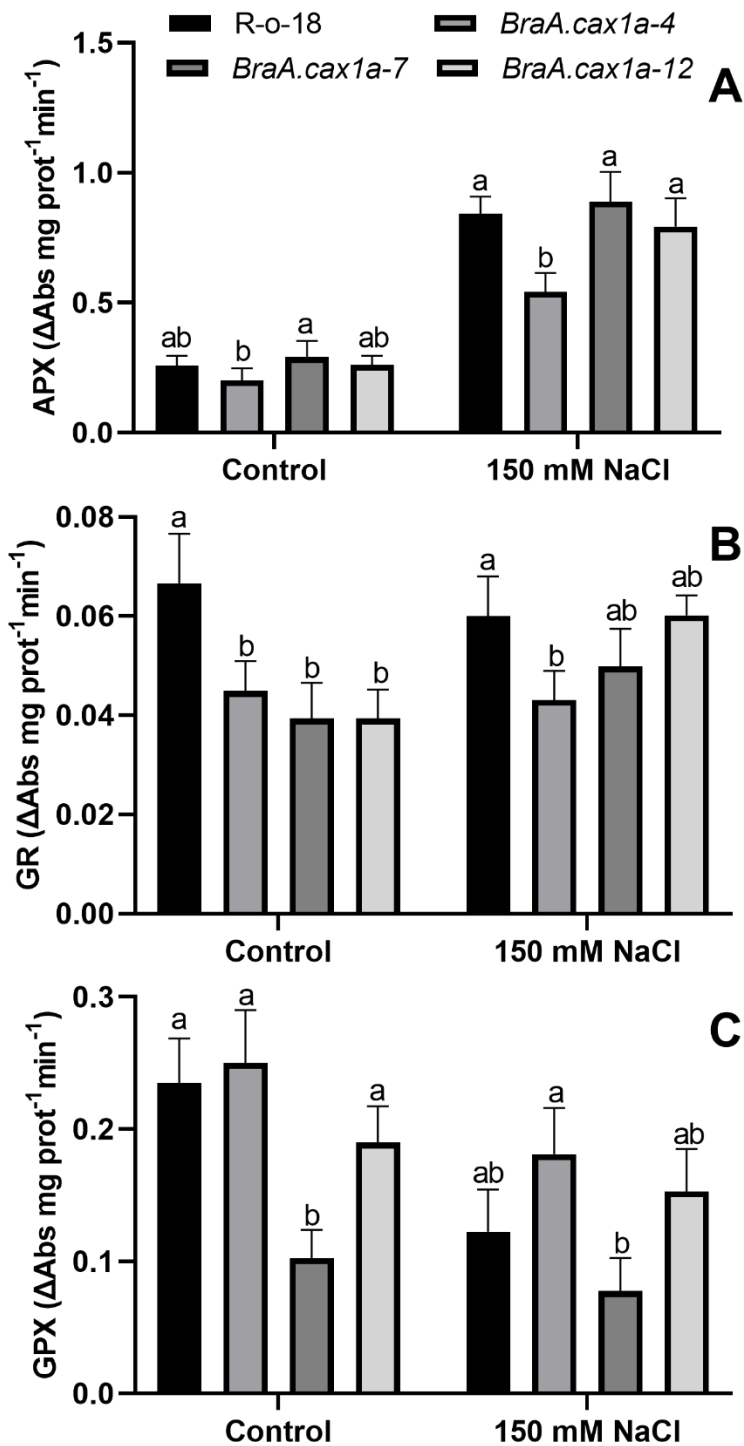 R-o-18 BraA.cax1a-4
BraA.cax1a-7 BraA.cax1a-12
A
1.5
1.0
0.5
0.0
APX (ΔAbs mg prot⁻¹min⁻¹)
ab b a ab a b a a
Control 150 mM NaCl
B
0.08
0.06
0.04
0.02
0.00
GR (ΔAbs mg prot⁻¹min⁻¹)
a b b b a b ab ab
Control 150 mM NaCl
C
0.3
0.2
0.1
0.0
GPX (ΔAbs mg prot⁻¹min⁻¹)
a a b a ab a b ab
Control 150 mM NaCl